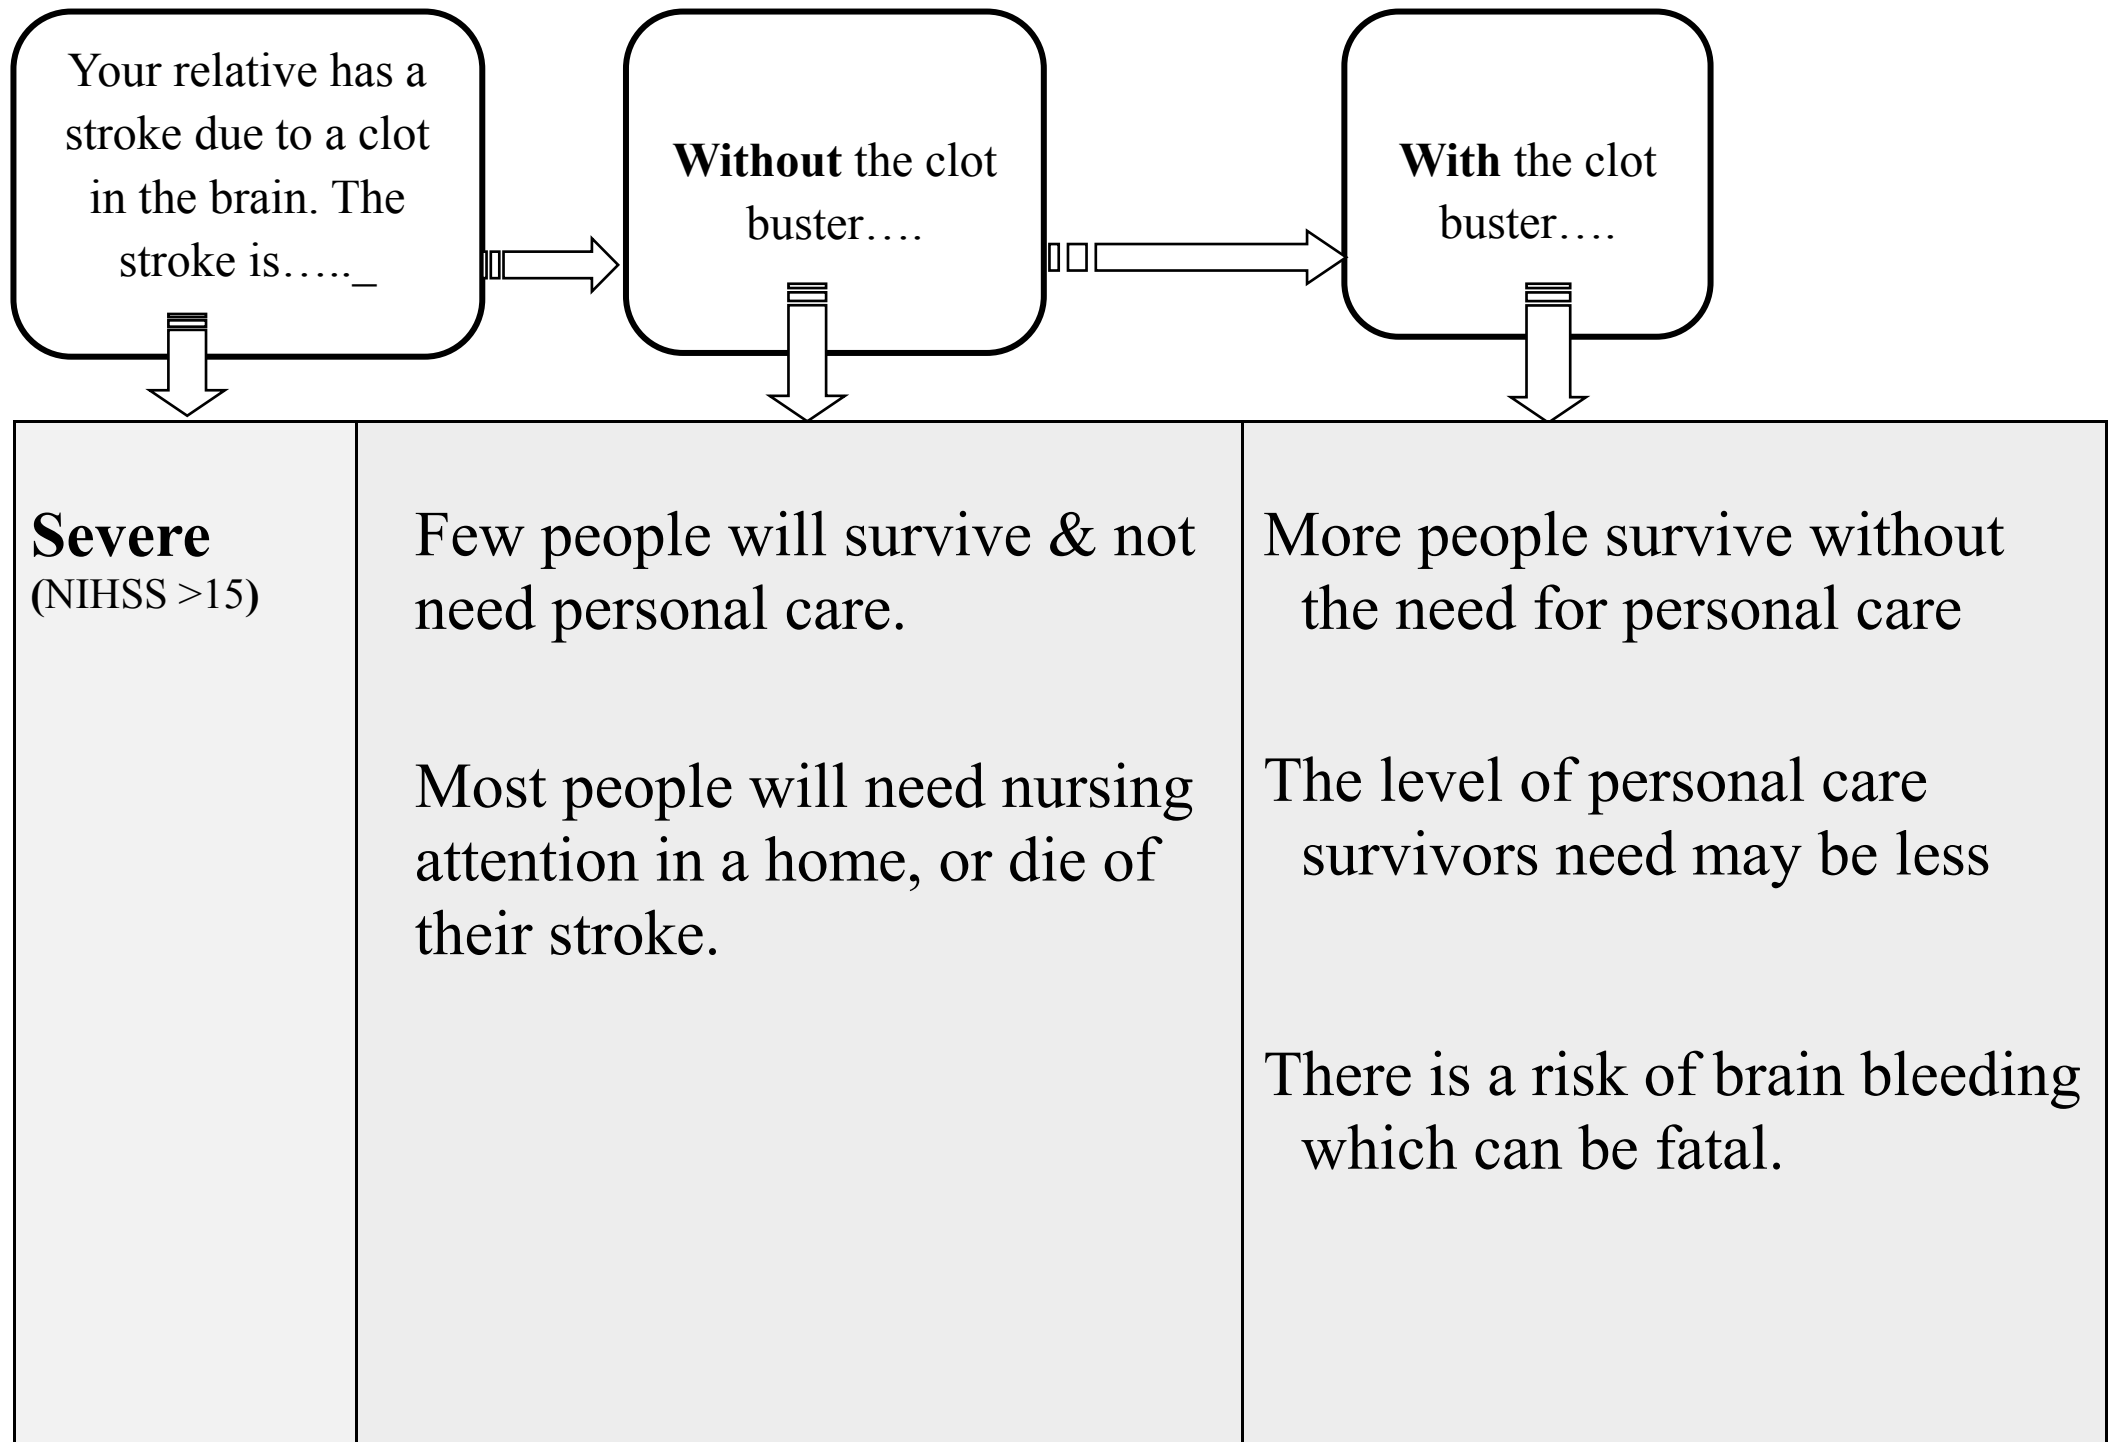 Your relative has a
stroke due to a clot
in the brain. The
stroke is….._
Without the clot
buster….
With the clot
buster….
Severe
(NIHSS >15)
Few people will survive & not
need personal care.
Most people will need nursing
attention in a home, or die of
their stroke.
More people survive without
the need for personal care
The level of personal care
survivors need may be less
There is a risk of brain bleeding
which can be fatal.